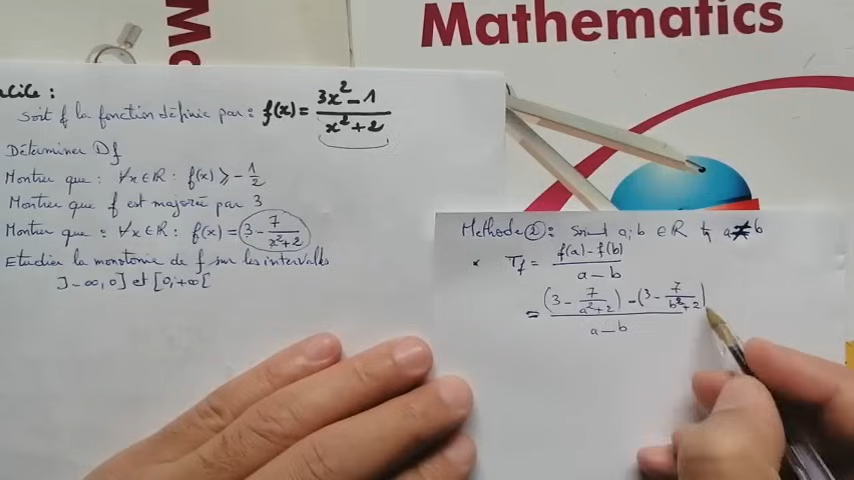 Mathematics
soit f la fonction définie par : f(x) = (3x² - 1)/(x² + 2)
Déterminer Df
Montrer que : ∀x ∈ ℝ : f(x) ≥ - 1/2
Montrer que f est majorée par 3
Montrer que : ∀x ∈ ℝ : f(x) = 3 - 7/(x²+2)
Etudier la monotonie de f sur les intervalles
]-∞, 0] et [0, +∞[
Methode ② : Soient a, b ∈ ℝ tq a ≠ b
* Tf = (f(a) - f(b))/(a - b)
= ((3 - 7/(a²+2)) - (3 - 7/(b²+2)))/(a - b)